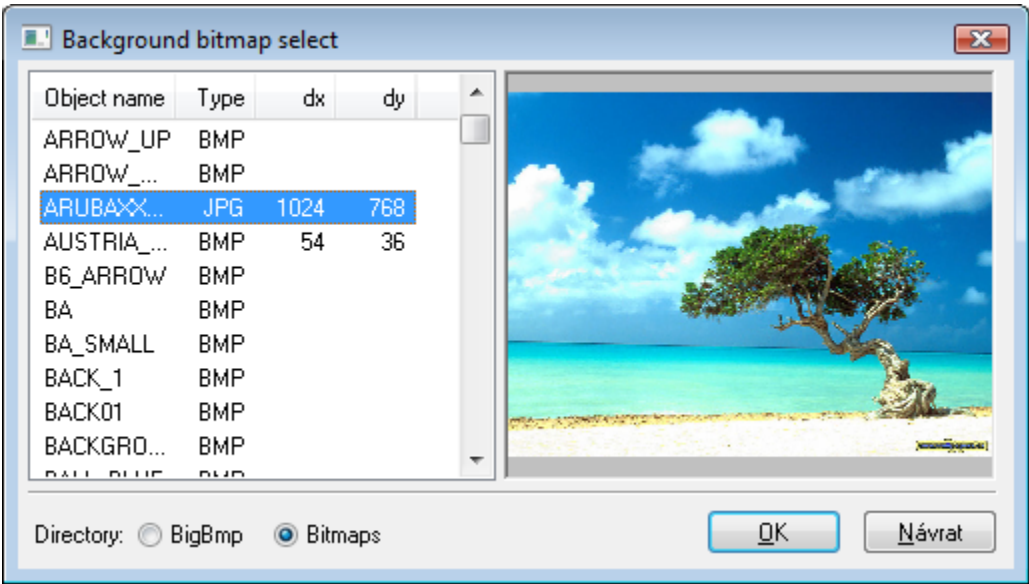 Background bitmap select
Object name Type dx dy
ARROW_UP BMP
ARROW_... BMP
ARUBAXX... JPG 1024 768
AUSTRIA_... BMP 54 36
B6_ARROW BMP
BA BMP
BA_SMALL BMP
BACK_1 BMP
BACK01 BMP
BACKGRO... BMP
Directory: BigBmp Bitmaps OK Návrat